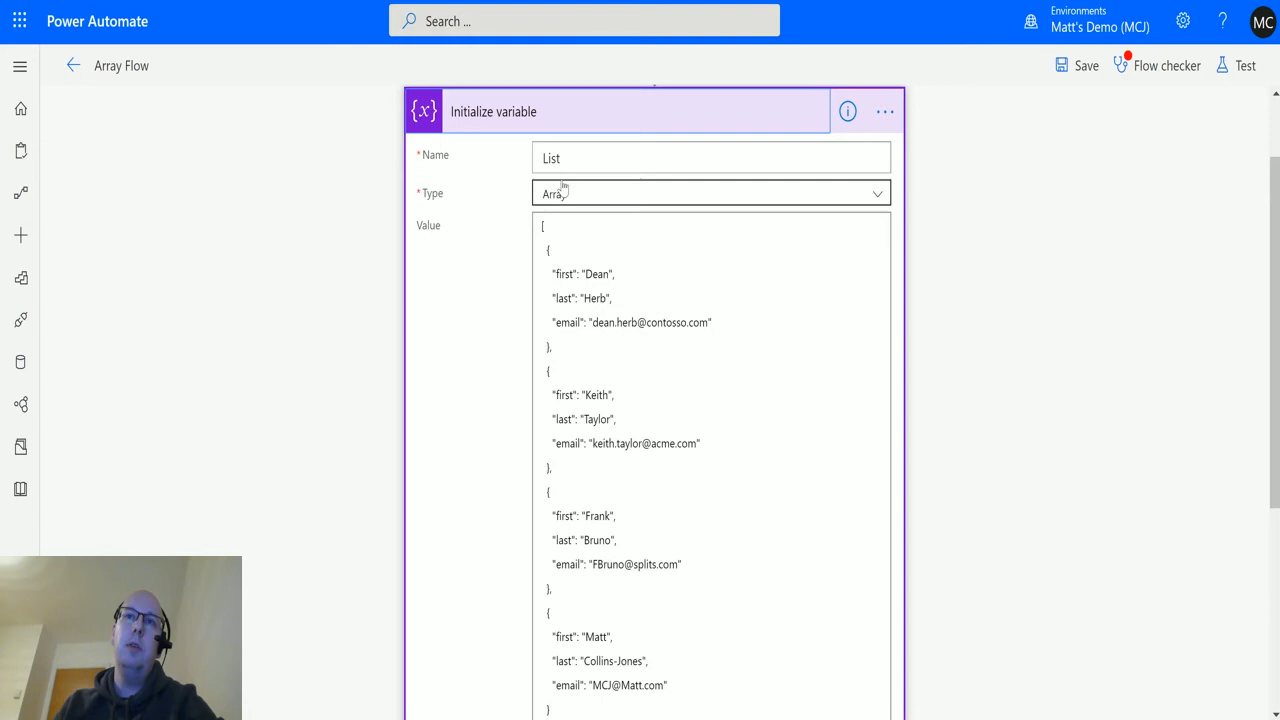 Power Automate
Search ...
Environments
Matt's Demo (MCJ)
?
MC
Array Flow
Save
Flow checker
Test
{x}
Initialize variable
i
...
* Name
List
* Type
Array
Value
[
{
"first": "Dean",
"last": "Herb",
"email": "dean.herb@contosso.com"
},
{
"first": "Keith",
"last": "Taylor",
"email": "keith.taylor@acme.com"
},
{
"first": "Frank",
"last": "Bruno",
"email": "FBruno@splits.com"
},
{
"first": "Matt",
"last": "Collins-Jones",
"email": "MCJ@Matt.com"
}